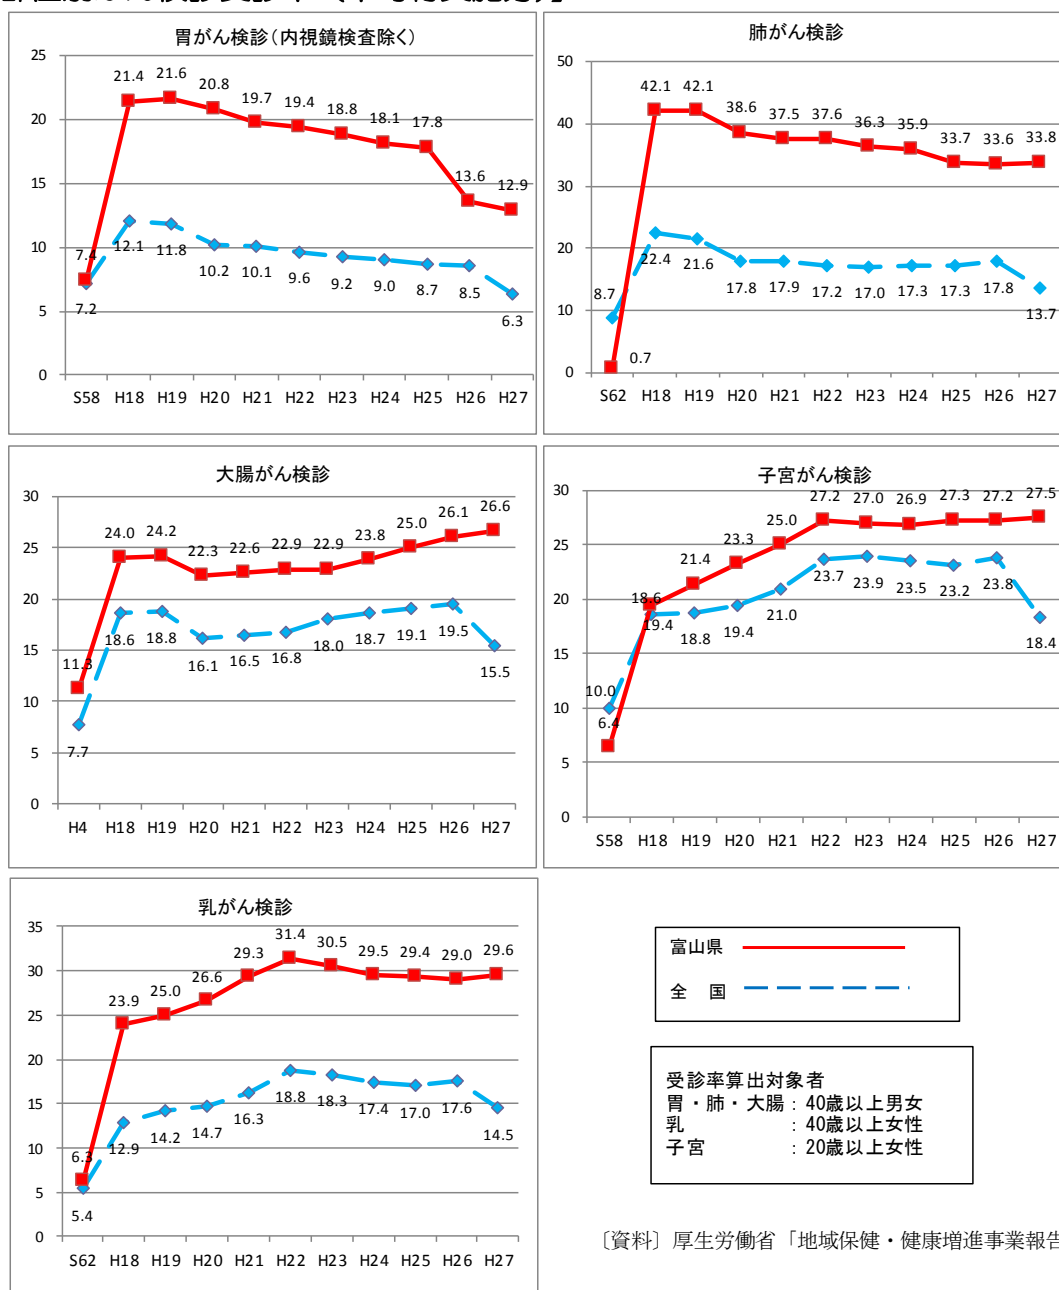 胃がん検診（内視鏡検査除く）
25
20
15
10
5
0
21.4 21.6 20.8 19.7 19.4 18.8 18.1 17.8 13.6 12.9
7.4
12.1 11.8 10.2 10.1 9.6 9.2 9.0 8.7 8.5 6.3
7.2
S58 H18 H19 H20 H21 H22 H23 H24 H25 H26 H27
肺がん検診
50
40
30
20
10
0
42.1 42.1 38.6 37.5 37.6 36.3 35.9 33.7 33.6 33.8
8.7 22.4 21.6 17.8 17.9 17.2 17.0 17.3 17.3 17.8 13.7
0.7
S62 H18 H19 H20 H21 H22 H23 H24 H25 H26 H27
大腸がん検診
30
25
20
15
10
5
0
24.0 24.2 22.3 22.6 22.9 22.9 23.8 25.0 26.1 26.6
11.3
18.6 18.8 16.1 16.5 16.8 18.0 18.7 19.1 19.5 15.5
7.7
H4 H18 H19 H20 H21 H22 H23 H24 H25 H26 H27
子宮がん検診
30
25
20
15
10
5
0
18.6 21.4 23.3 25.0 27.2 27.0 26.9 27.3 27.2 27.5
10.0 19.4 18.8 19.4 21.0 23.7 23.9 23.5 23.2 23.8 18.4
6.4
S58 H18 H19 H20 H21 H22 H23 H24 H25 H26 H27
乳がん検診
35
30
25
20
15
10
5
0
23.9 25.0 26.6 29.3 31.4 30.5 29.5 29.4 29.0 29.6
6.3
12.9 14.2 14.7 16.3 18.8 18.3 17.4 17.0 17.6 14.5
5.4
S62 H18 H19 H20 H21 H22 H23 H24 H25 H26 H27
富山県
全　国
受診率算出対象者
胃・肺・大腸：40歳以上男女
乳　　　　　：40歳以上女性
子宮　　　　：20歳以上女性
〔資料〕厚生労働省「地域保健・健康増進事業報告